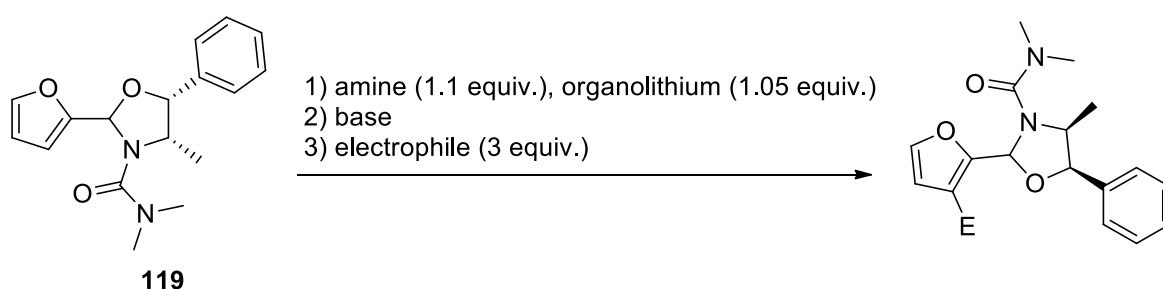 O
O
N
O
N
119
1) amine (1.1 equiv.), organolithium (1.05 equiv.)
2) base
3) electrophile (3 equiv.)
N
O
N
O
O
E